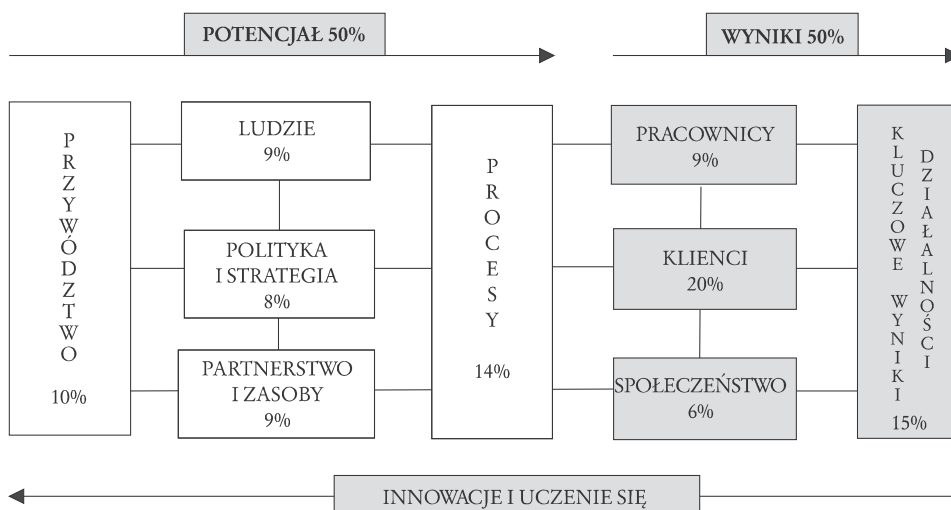 POTENCJAŁ 50%
WYNIKI 50%
PRZYWÓDZTWO
10%
LUDZIE
9%
POLITYKA
I STRATEGIA
8%
PARTNERSTWO
I ZASOBY
9%
PROCESY
14%
PRACOWNICY
9%
KLIENCI
20%
SPOŁECZEŃSTWO
6%
KLUCZOWE WYNIKI
DZIAŁALNOŚCI
15%
INNOWACJE I UCZENIE SIĘ